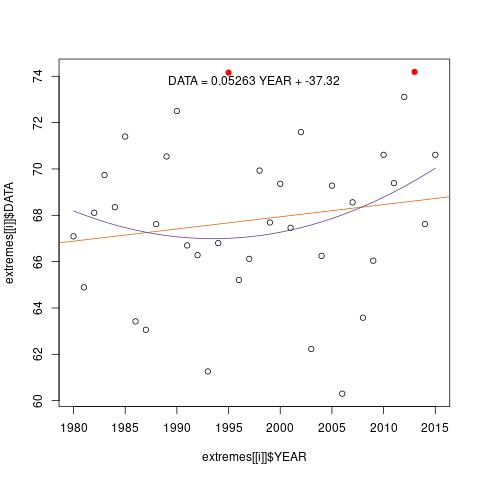 DATA = 0.05263 YEAR + -37.32
74
72
70
68
66
64
62
60
extremes[[i]]$DATA
1980 1985 1990 1995 2000 2005 2010 2015
extremes[[i]]$YEAR